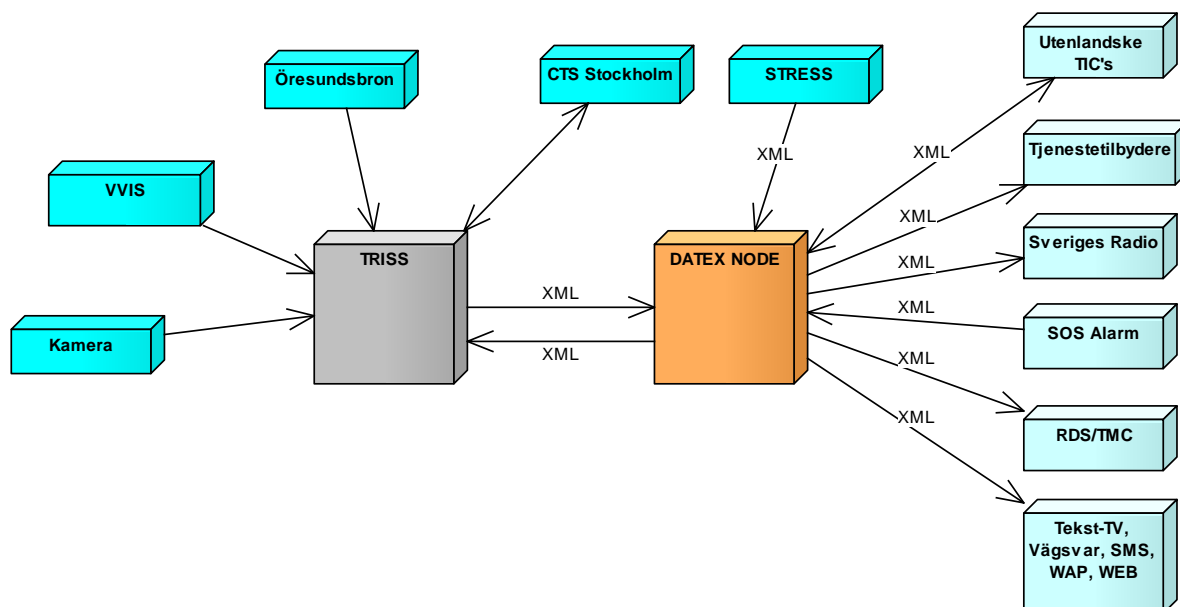 Öresundsbron
CTS Stockholm
STRESS
Utenlandske
TIC's
XML
XML
Tjenestetilbydere
VVIS
XML
TRISS
DATEX NODE
Sveriges Radio
XML
XML
XML
SOS Alarm
Kamera
XML
XML
RDS/TMC
XML
Tekst-TV,
Vägsvar, SMS,
WAP, WEB